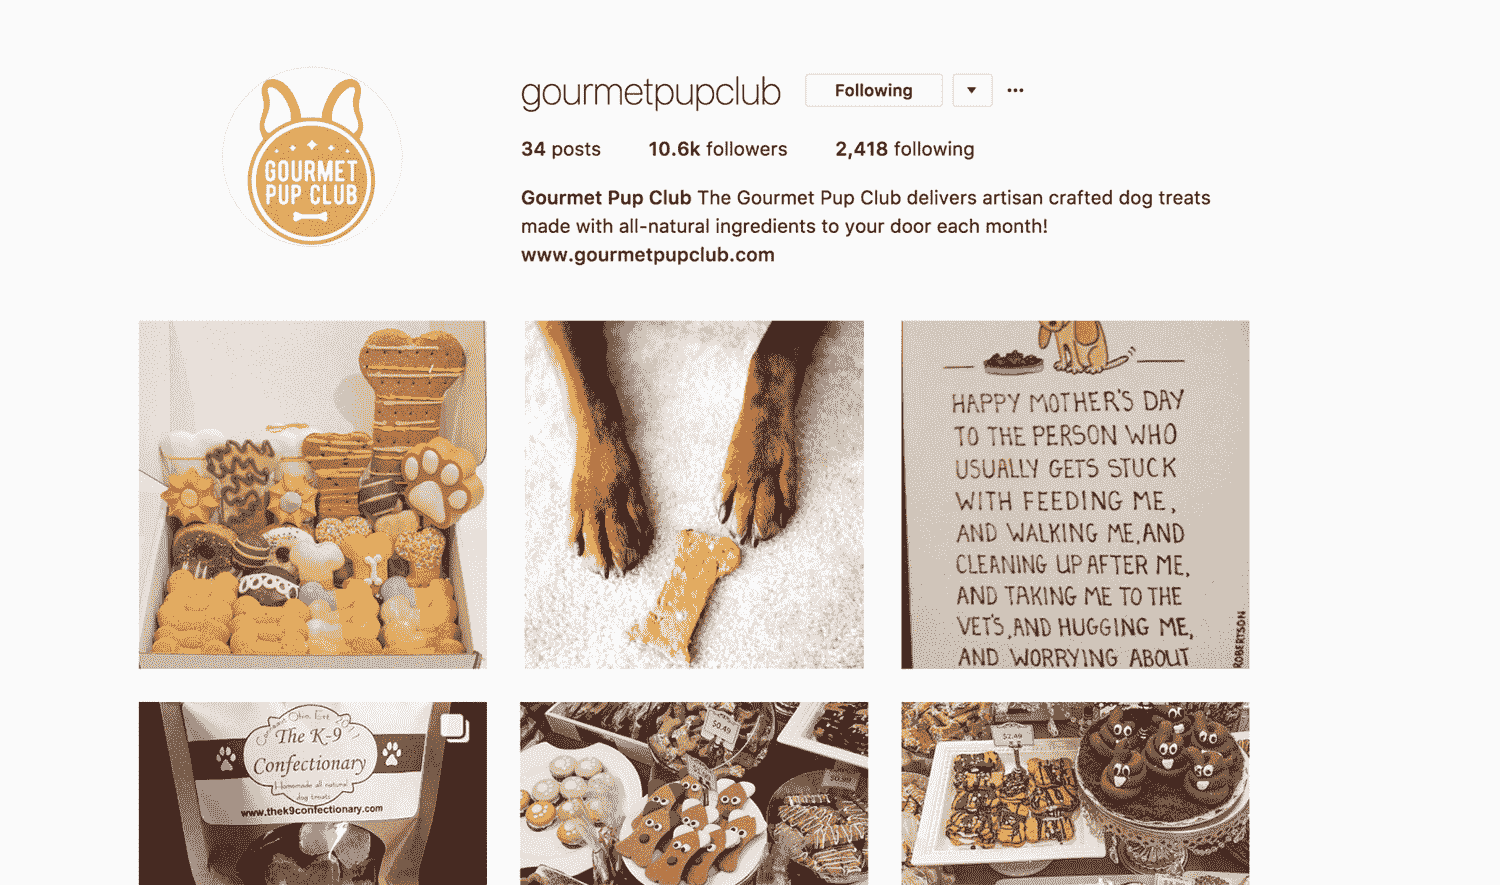 gourmetpupclub
Following
34 posts 10.6k followers 2,418 following
GOURMET
PUP CLUB
Gourmet Pup Club The Gourmet Pup Club delivers artisan crafted dog treats
made with all-natural ingredients to your door each month!
www.gourmetpupclub.com
HAPPY MOTHER'S DAY
TO THE PERSON WHO
USUALLY GETS STUCK
WITH FEEDING ME,
AND WALKING ME, AND
CLEANING UP AFTER ME,
AND TAKING ME TO THE
VET'S, AND HUGGING ME,
AND WORRYING ABOUT
ROBERTSON
The K-9
Confectionary
Homemade all natural
dog treats
www.thek9confectionary.com
$0.49
$2.49